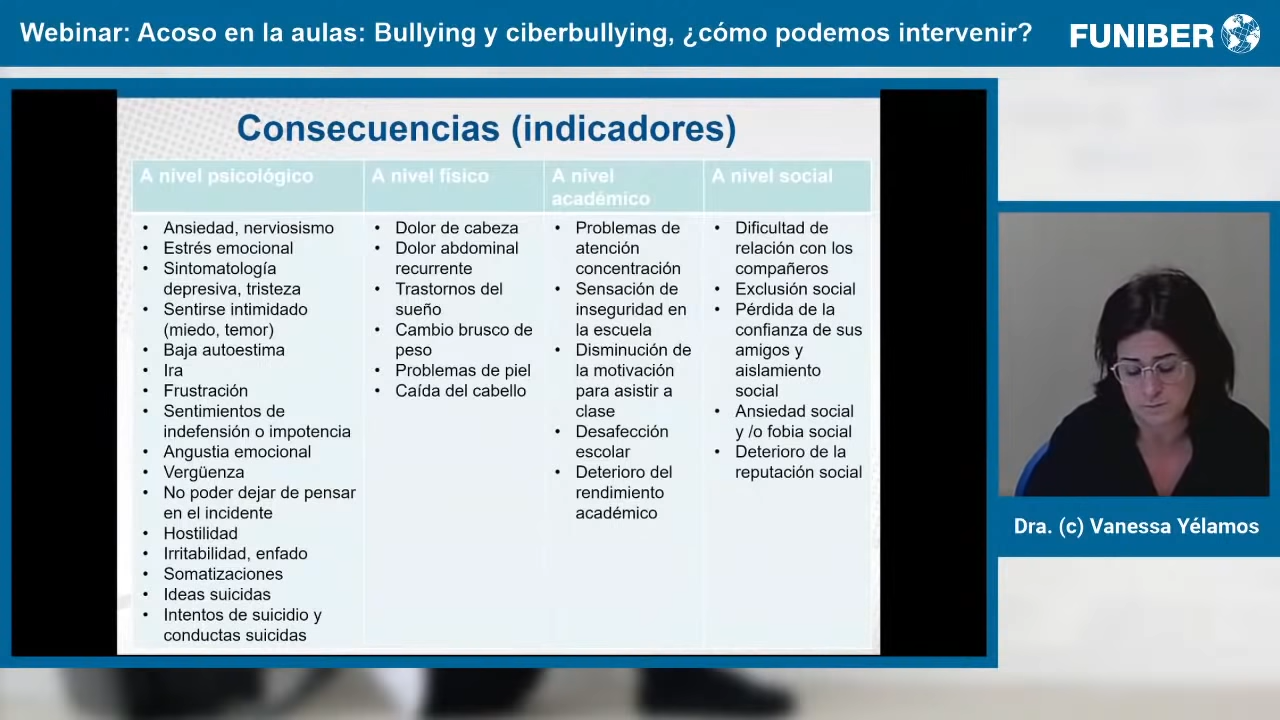 Webinar: Acoso en la aulas: Bullying y ciberbullying, ¿cómo podemos intervenir?
FUNIBER
Consecuencias (indicadores)
A nivel psicológico
• Ansiedad, nerviosismo
• Estrés emocional
• Sintomatología
depresiva, tristeza
• Sentirse intimidado
(miedo, temor)
• Baja autoestima
• Ira
• Frustración
• Sentimientos de
indefensión o impotencia
• Angustia emocional
• Vergüenza
• No poder dejar de pensar
en el incidente
• Hostilidad
• Irritabilidad, enfado
• Somatizaciones
• Ideas suicidas
• Intentos de suicidio y
conductas suicidas
A nivel físico
• Dolor de cabeza
• Dolor abdominal
recurrente
• Trastornos del
sueño
• Cambio brusco de
peso
• Problemas de piel
• Caída del cabello
A nivel
académico
• Problemas de
atención
concentración
• Sensación de
inseguridad en
la escuela
• Disminución de
la motivación
para asistir a
clase
• Desafección
escolar
• Deterioro del
rendimiento
académico
A nivel social
• Dificultad de
relación con los
compañeros
• Exclusión social
• Pérdida de la
confianza de sus
amigos y
aislamiento
social
• Ansiedad social
y /o fobia social
• Deterioro de la
reputación social
Dra. (c) Vanessa Yélamos